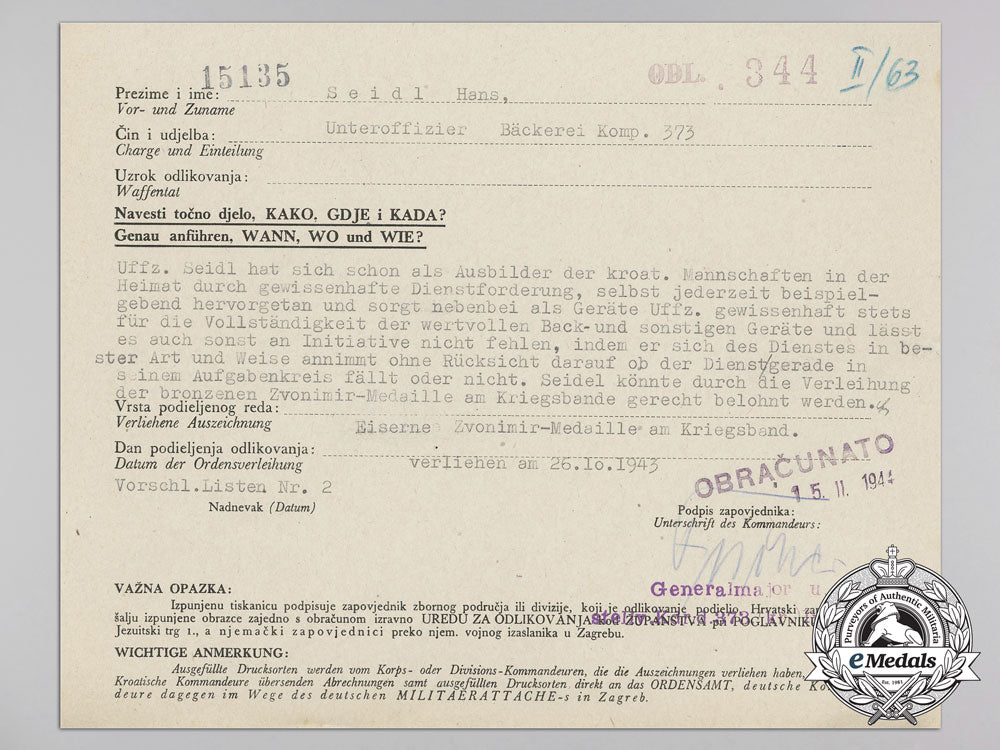 15135
ODL. 344 II/63
Prezime i ime: Seidl Hans,
Vor- und Zuname
Čin i udjelba: Unteroffizier Bäckerei Komp. 373
Charge und Einteilung
Uzrok odlikovanja:
Waffentat
Navesti točno djelo, KAKO, GDJE i KADA?
Genau anführen, WANN, WO und WIE?
Uffz. Seidl hat sich schon als Ausbilder der kroat. Mannschaften in der
Heimat durch gewissenhafte Dienstforderung, selbst jederzeit beispiel-
gebend hervorgetan und sorgt nebenbei als Geräte Uffz. gewissenhaft stets
für die Vollständigkeit der wertvollen Back-und sonstigen Geräte und lässt
es auch sonst an Initiative nicht fehlen, indem er sich des Dienstes in be-
ster Art und Weise annimmt ohne Rücksicht darauf ob der Dienst/gerade in
seinem Aufgabenkreis fällt oder nicht. Seidel könnte durch die Verleihung
der bronzenen Zvonimir-Medaille am Kriegsbande gerecht belohnt werden.
Vrsta podieljenog reda:
Verliehene Auszeichnung
Eiserne Zvonimir-Medaille am Kriegsband.
Dan podieljenja odlikovanja:
Datum der Ordensverleihung verliehen am 26.Io.1943
OBRAČUNATO
15. II. 1944
Vorschl.Listen Nr. 2
Nadnevak (Datum)
Podpis zapovjednika:
Unterschrift des Kommandeurs:
Generalmajor u.
VAŽNA OPAZKA:
Izpunjenu tiskanicu podpisuje zapovjednik zbornog područja ili divizije, koji je odlikovanje podjelio. Hrvatski
šalju izpunjene obrazce zajedno s obračunom izravno UREDU ZA ODLIKOVANJA ŽUPANSTVA pri POGLAVNIKU
Jezuitski trg 1., a njemački zapovjednici preko njem. vojnog izaslanika u Zagrebu.
WICHTIGE ANMERKUNG:
Ausgefüllte Drucksorten werden vom Korps- oder Divisions-Kommandeuren, die die Auszeichnungen verliehen haben,
Kroatische Kommandeure übersenden Abrechnungen samt ausgefüllten Drucksorten direkt an das ORDENSAMT, deutsche
deure dagegen im Wege des deutschen MILITAERATTACHE-s in Zagreb.
Purveyors of Authentic Militaria
eMedals
Est. 1981